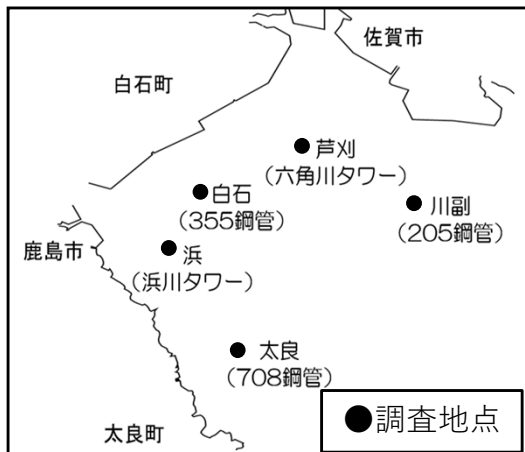 佐賀市
白石町
芦刈
(六角川タワー)
白石
(355鋼管)
川副
(205鋼管)
鹿島市
浜
(浜川タワー)
太良
(708鋼管)
●調査地点
太良町